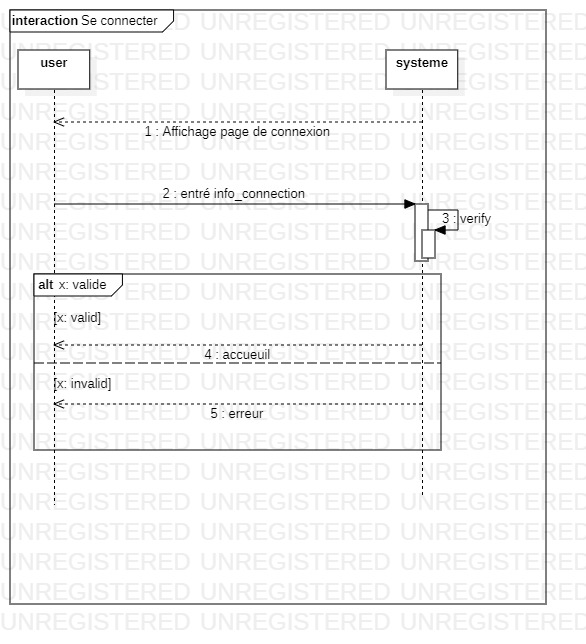 interaction Se connecter
user
systeme
1 : Affichage page de connexion
2 : entré info_connection
3 : verify
alt x: valide
[x: valid]
4 : accueuil
[x: invalid]
5 : erreur
UNREGISTERED